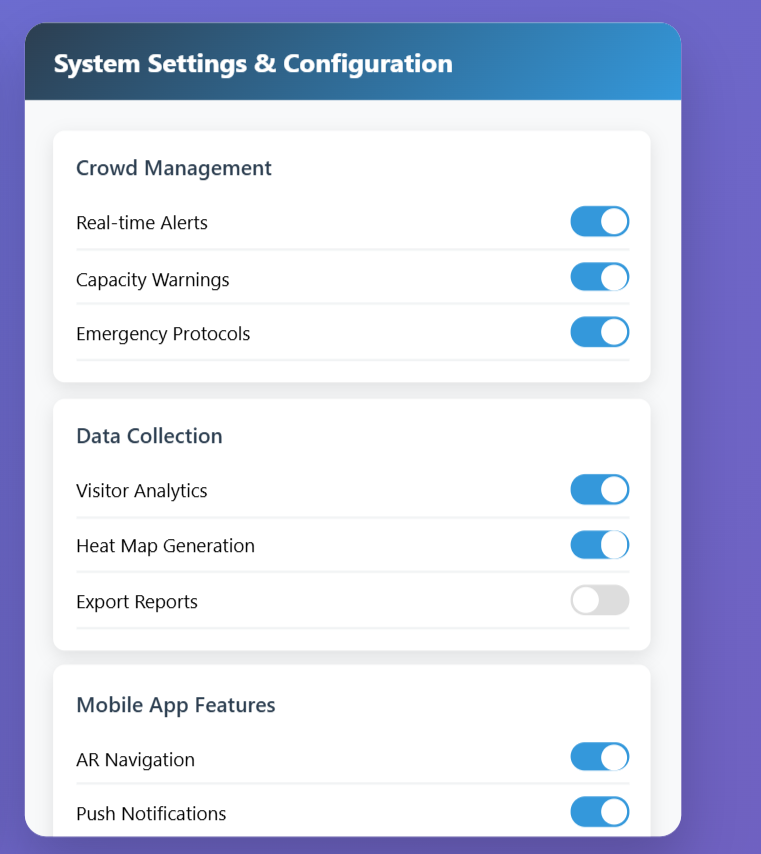 System Settings & Configuration
Crowd Management
Real-time Alerts
Capacity Warnings
Emergency Protocols
Data Collection
Visitor Analytics
Heat Map Generation
Export Reports
Mobile App Features
AR Navigation
Push Notifications